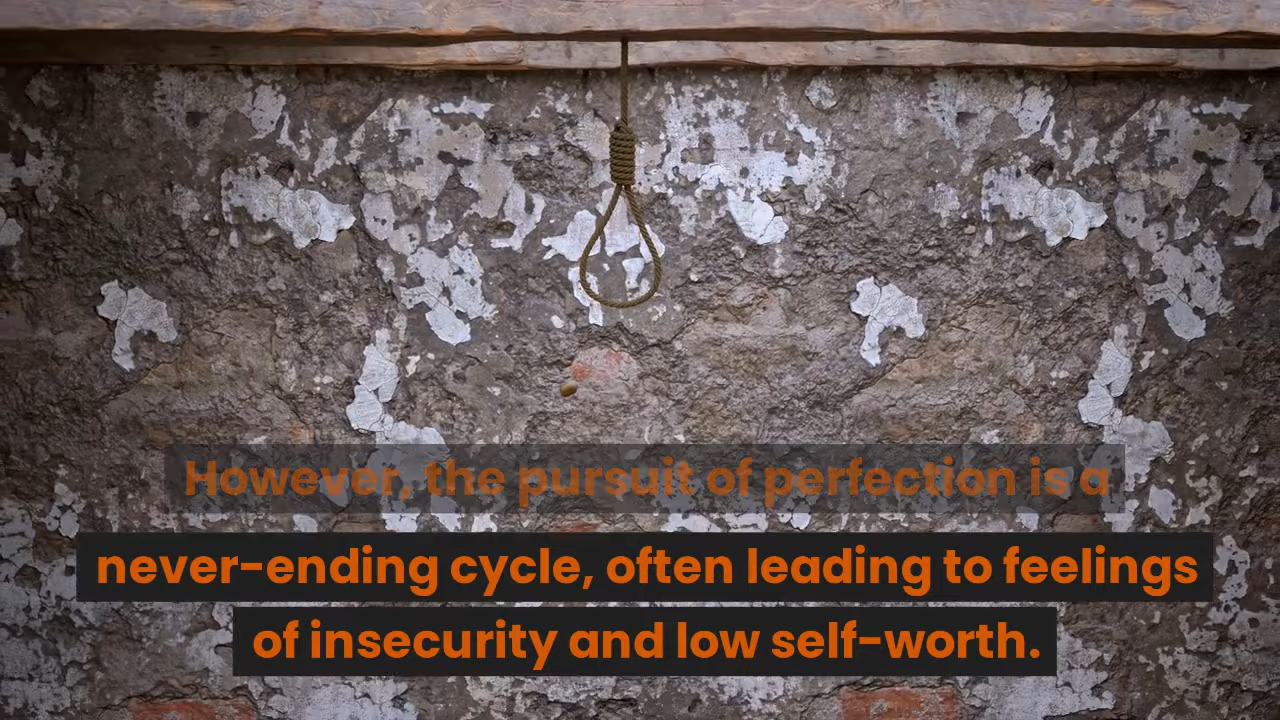 However, the pursuit of perfection is a
never-ending cycle, often leading to feelings
of insecurity and low self-worth.